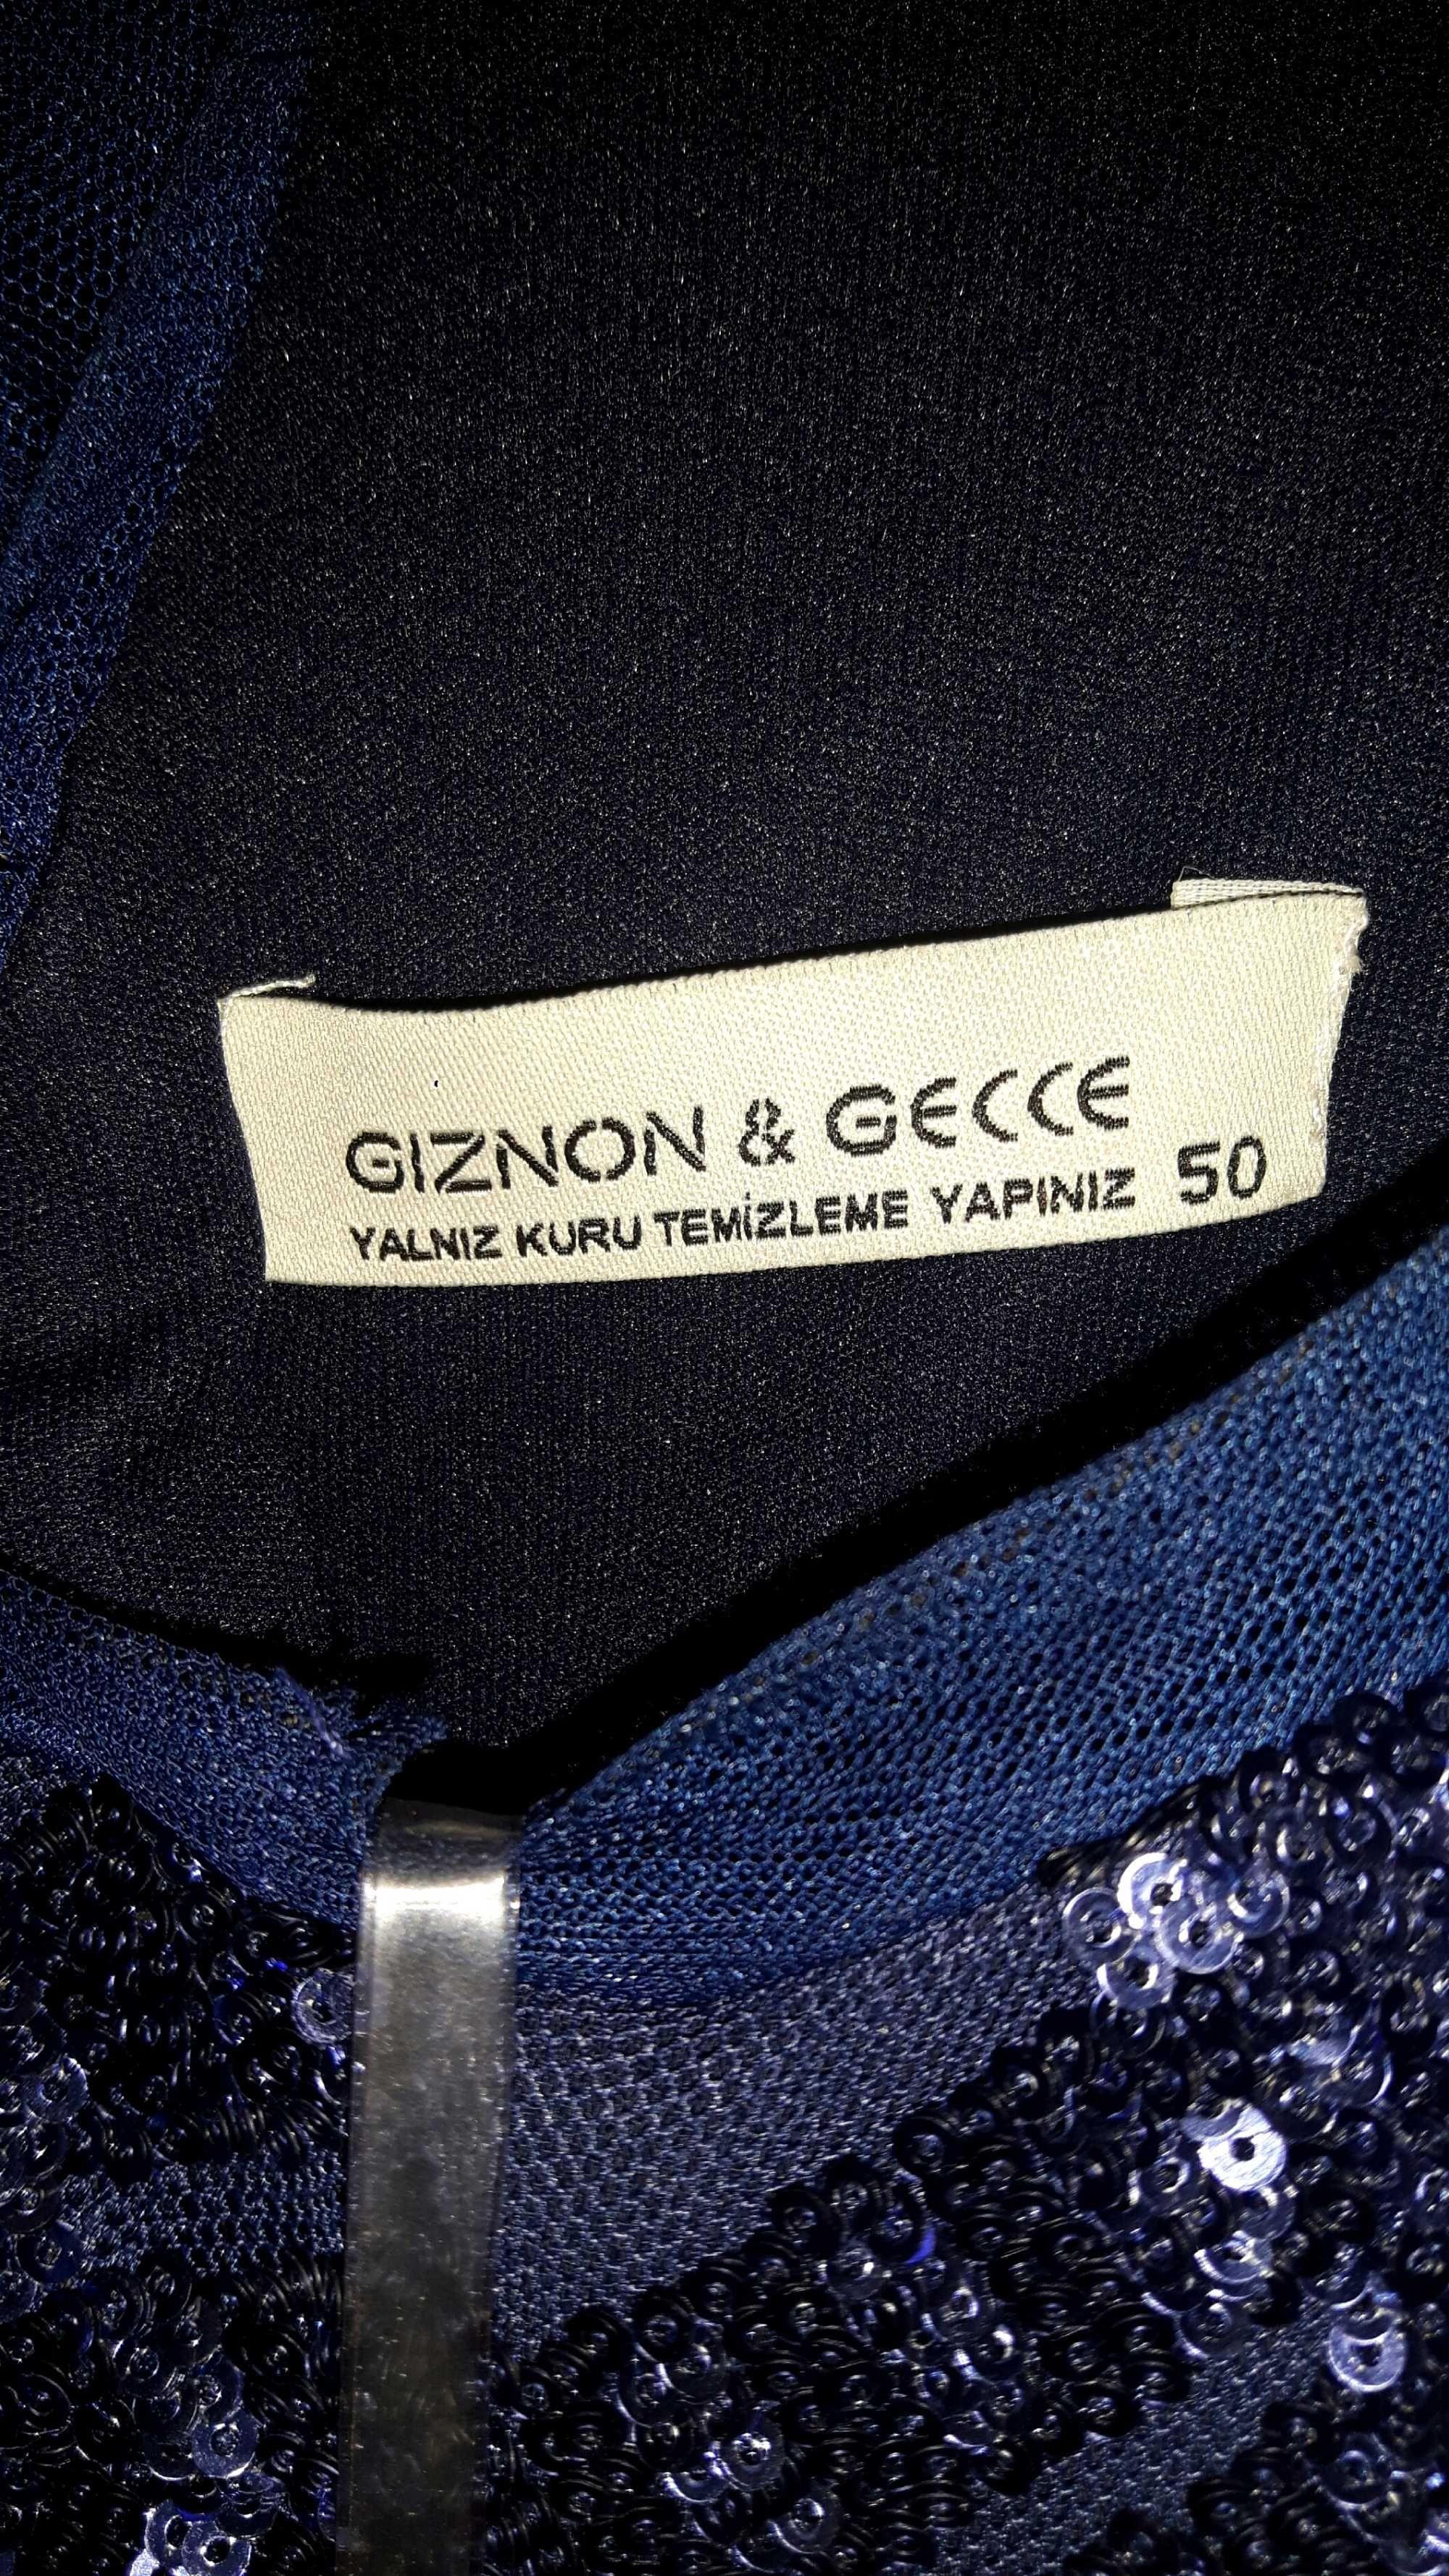 GIZNON & GECCE
YALNIZ KURU TEMİZLEME YAPINIZ 50